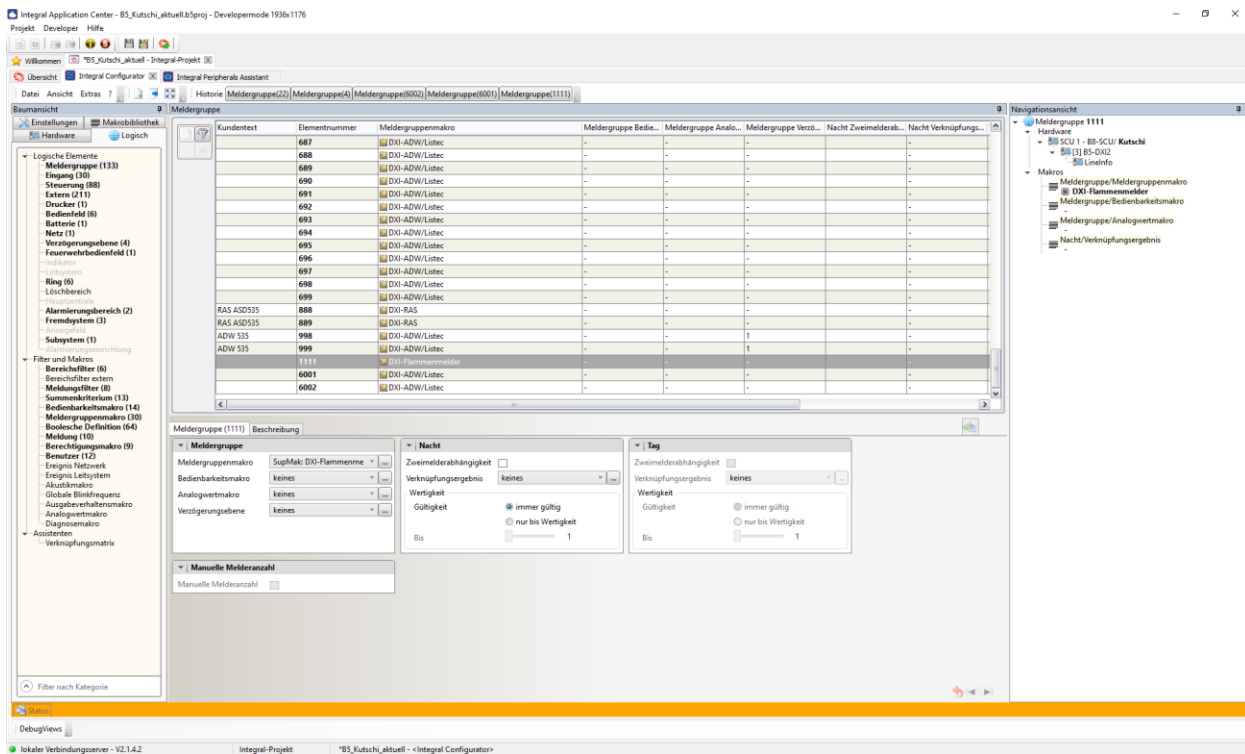 Integral Application Center - B5_Kutschi_aktuell.b5proj - Developermode 1936x1176
Projekt Developer Hilfe
Willkommen *B5_Kutschi_aktuell - Integral-Projekt
Übersicht Integral Configurator Integral Peripherals Assistant
Datei Ansicht Extras ? Historie Meldergruppe(22) Meldergruppe(4) Meldergruppe(6002) Meldergruppe(6001) Meldergruppe(1111)
Baumansicht
Einstellungen Makrobibliothek
Hardware Logisch
Logische Elemente
Meldergruppe (133)
Eingang (30)
Steuerung (88)
Extern (211)
Drucker (1)
Bedienfeld (6)
Batterie (1)
Netz (1)
Verzögerungsebene (4)
Feuerwehrbedienfeld (1)
Indikator
Leitsystem
Ring (6)
Löschbereich
Hauptzentrale
Alarmierungsbereich (2)
Fremdsystem (3)
Anzeigefeld
Subsystem (1)
Alarmierungseinrichtung
Filter und Makros
Bereichsfilter (6)
Bereichsfilter extern
Meldungsfilter (8)
Summenkriterium (13)
Bedienbarkeitsmakro (14)
Meldergruppenmakro (30)
Boolesche Definition (64)
Meldung (10)
Berechtigungsmakro (9)
Benutzer (12)
Ereignis Netzwerk
Ereignis Leitsystem
Akustikmakro
Globale Blinkfrequenz
Ausgabeverhaltensmakro
Analogwertmakro
Diagnosemakro
Assistenten
Verknüpfungsmatrix
Filter nach Kategorie
Meldergruppe
Kundentext Elementnummer Meldergruppenmakro Meldergruppe Bedie... Meldergruppe Analo... Meldergruppe Verzö... Nacht Zweimelderab... Nacht Verknüpfungs...
687 DXI-ADW/Listec - - - -
688 DXI-ADW/Listec - - - -
689 DXI-ADW/Listec - - - -
690 DXI-ADW/Listec - - - -
691 DXI-ADW/Listec - - - -
692 DXI-ADW/Listec - - - -
693 DXI-ADW/Listec - - - -
694 DXI-ADW/Listec - - - -
695 DXI-ADW/Listec - - - -
696 DXI-ADW/Listec - - - -
697 DXI-ADW/Listec - - - -
698 DXI-ADW/Listec - - - -
699 DXI-ADW/Listec - - - -
RAS ASD535 888 DXI-RAS - - - -
RAS ASD535 889 DXI-RAS - - - -
ADW 535 998 DXI-ADW/Listec - - 1 -
ADW 535 999 DXI-ADW/Listec - - 1 -
1111 DXI-Flammenmelder - - - -
6001 DXI-ADW/Listec - - - -
6002 DXI-ADW/Listec - - - -
Meldergruppe (1111) Beschreibung
Meldergruppe
Meldergruppenmakro SupMak: DXI-Flammenme ...
Bedienbarkeitsmakro keines ...
Analogwertmakro keines ...
Verzögerungsebene keines ...
Nacht
Zweimelderabhängigkeit
Verknüpfungsergebnis keines ...
Wertigkeit
Gültigkeit immer gültig
nur bis Wertigkeit
Bis 1
Tag
Zweimelderabhängigkeit
Verknüpfungsergebnis keines ...
Wertigkeit
Gültigkeit immer gültig
nur bis Wertigkeit
Bis 1
Manuelle Melderanzahl
Manuelle Melderanzahl
Navigationsansicht
Meldergruppe 1111
Hardware
SCU 1 - B8-SCU/ Kutschi
[3] B5-DXI2
LineInfo
Makros
Meldergruppe/Meldergruppenmakro
DXI-Flammenmelder
Meldergruppe/Bedienbarkeitsmakro
-
Meldergruppe/Analogwertmakro
-
Nacht/Verknüpfungsergebnis
-
Status
DebugViews
lokaler Verbindungsserver - V2.1.4.2 Integral-Projekt *B5_Kutschi_aktuell - <Integral Configurator>